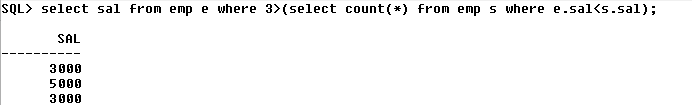 SQL> select sal from emp e where 3>(select count(*) from emp s where e.sal<s.sal);
SAL
----------
3000
5000
3000